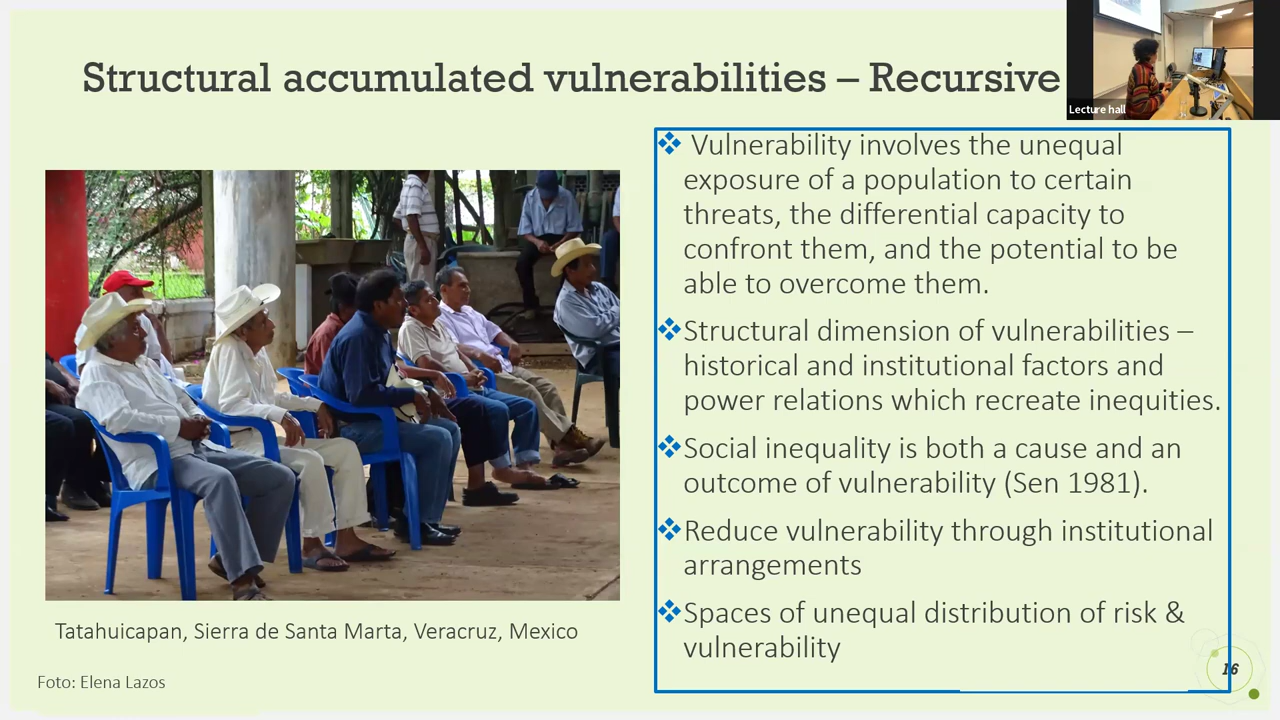 Structural accumulated vulnerabilities – Recursive
Lecture hall
❖ Vulnerability involves the unequal
exposure of a population to certain
threats, the differential capacity to
confront them, and the potential to be
able to overcome them.
❖Structural dimension of vulnerabilities –
historical and institutional factors and
power relations which recreate inequities.
❖Social inequality is both a cause and an
outcome of vulnerability (Sen 1981).
❖Reduce vulnerability through institutional
arrangements
❖Spaces of unequal distribution of risk &
vulnerability
Tatahuicapan, Sierra de Santa Marta, Veracruz, Mexico
Foto: Elena Lazos
16